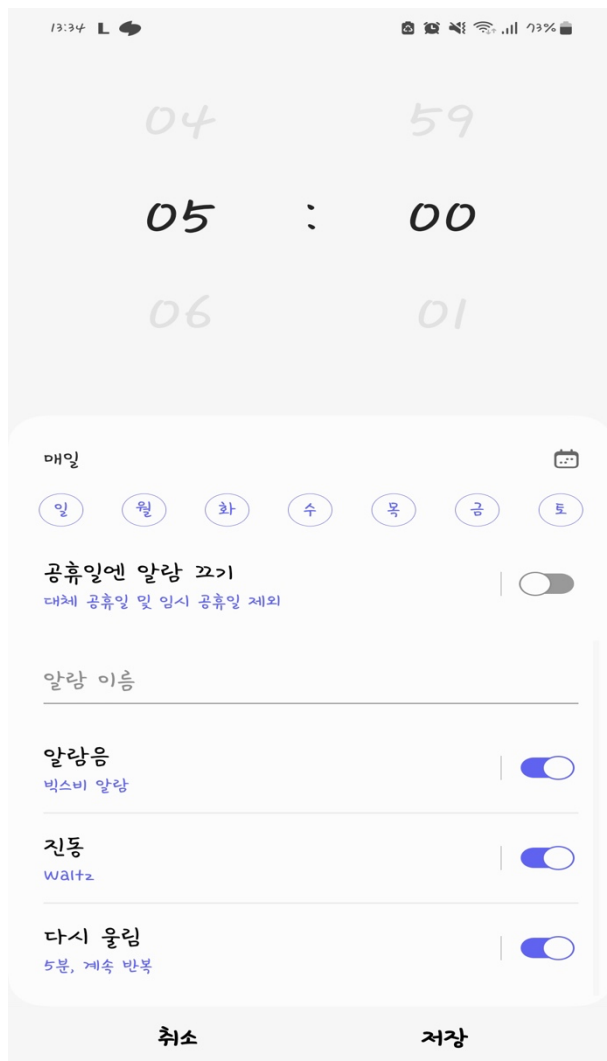 13:34 L 73%
04 59
05 : 00
06 01
매일
일 월 화 수 목 금 토
공휴일엔 알람 끄기
대체 공휴일 및 임시 공휴일 제외
알람 이름
알람음
빅스비 알람
진동
Waltz
다시 울림
5분, 계속 반복
취소 저장